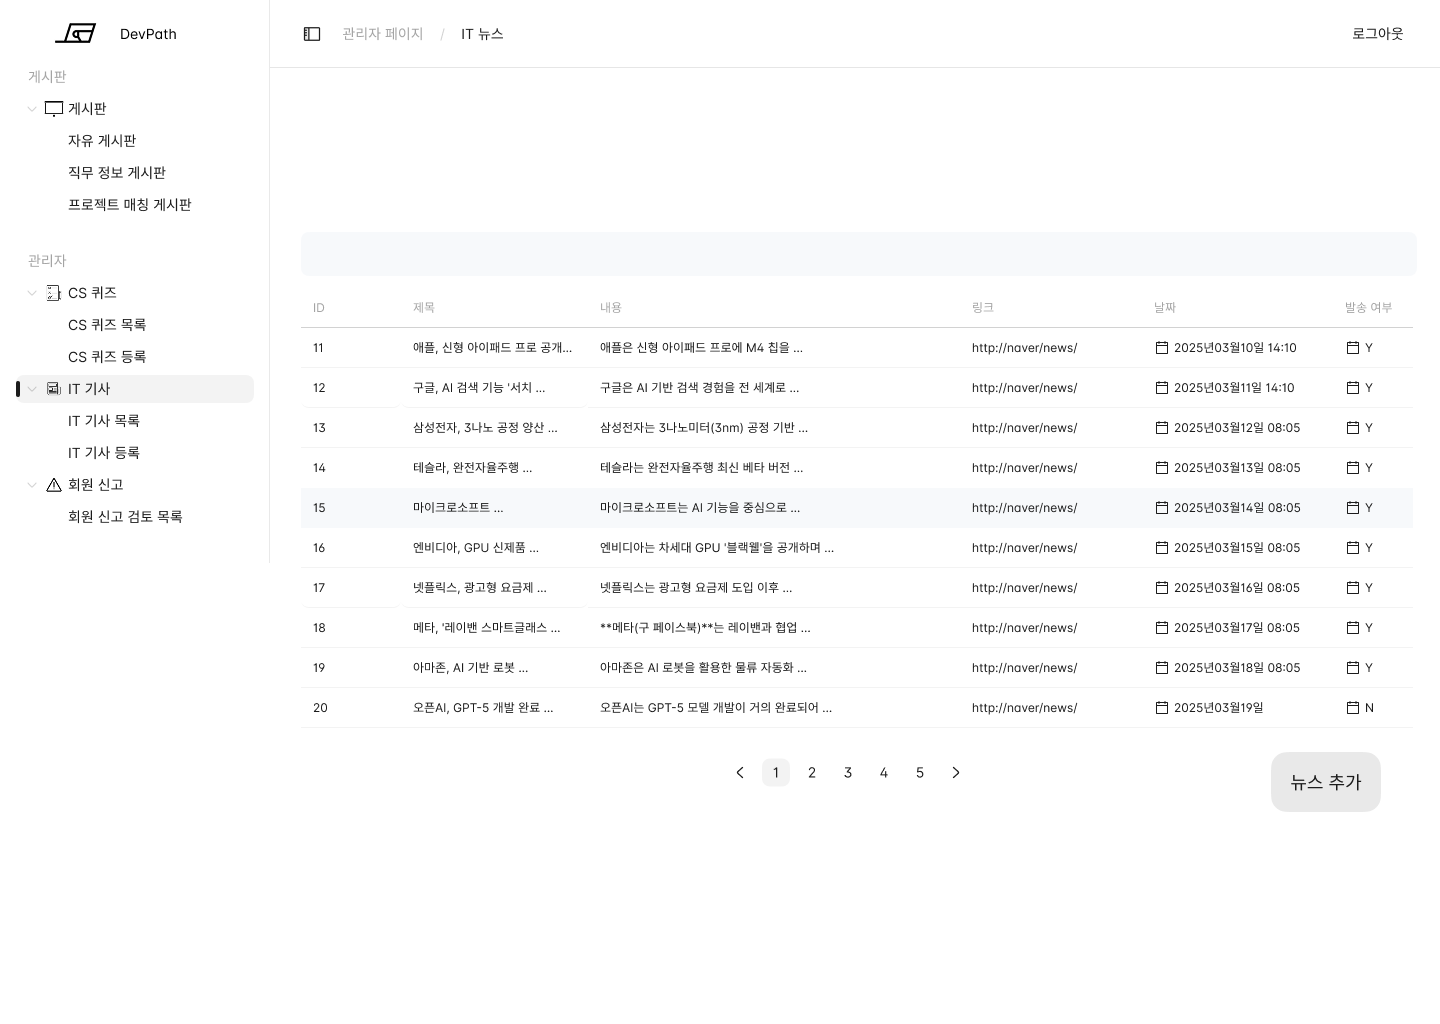 DevPath
관리자 페이지 / IT 뉴스
로그아웃
게시판
게시판
자유 게시판
직무 정보 게시판
프로젝트 매칭 게시판
관리자
CS 퀴즈
CS 퀴즈 목록
CS 퀴즈 등록
IT 기사
IT 기사 목록
IT 기사 등록
회원 신고
회원 신고 검토 목록
ID 제목 내용 링크 날짜 발송 여부
11 애플, 신형 아이패드 프로 공개... 애플은 신형 아이패드 프로에 M4 칩을 ... http://naver/news/ 2025년03월10일 14:10 Y
12 구글, AI 검색 기능 '서치 ... 구글은 AI 기반 검색 경험을 전 세계로 ... http://naver/news/ 2025년03월11일 14:10 Y
13 삼성전자, 3나노 공정 양산 ... 삼성전자는 3나노미터(3nm) 공정 기반 ... http://naver/news/ 2025년03월12일 08:05 Y
14 테슬라, 완전자율주행 ... 테슬라는 완전자율주행 최신 베타 버전 ... http://naver/news/ 2025년03월13일 08:05 Y
15 마이크로소프트 ... 마이크로소프트는 AI 기능을 중심으로 ... http://naver/news/ 2025년03월14일 08:05 Y
16 엔비디아, GPU 신제품 ... 엔비디아는 차세대 GPU '블랙웰'을 공개하며 ... http://naver/news/ 2025년03월15일 08:05 Y
17 넷플릭스, 광고형 요금제 ... 넷플릭스는 광고형 요금제 도입 이후 ... http://naver/news/ 2025년03월16일 08:05 Y
18 메타, '레이밴 스마트글래스 ... **메타(구 페이스북)**는 레이밴과 협업 ... http://naver/news/ 2025년03월17일 08:05 Y
19 아마존, AI 기반 로봇 ... 아마존은 AI 로봇을 활용한 물류 자동화 ... http://naver/news/ 2025년03월18일 08:05 Y
20 오픈AI, GPT-5 개발 완료 ... 오픈AI는 GPT-5 모델 개발이 거의 완료되어 ... http://naver/news/ 2025년03월19일 N
1 2 3 4 5
뉴스 추가